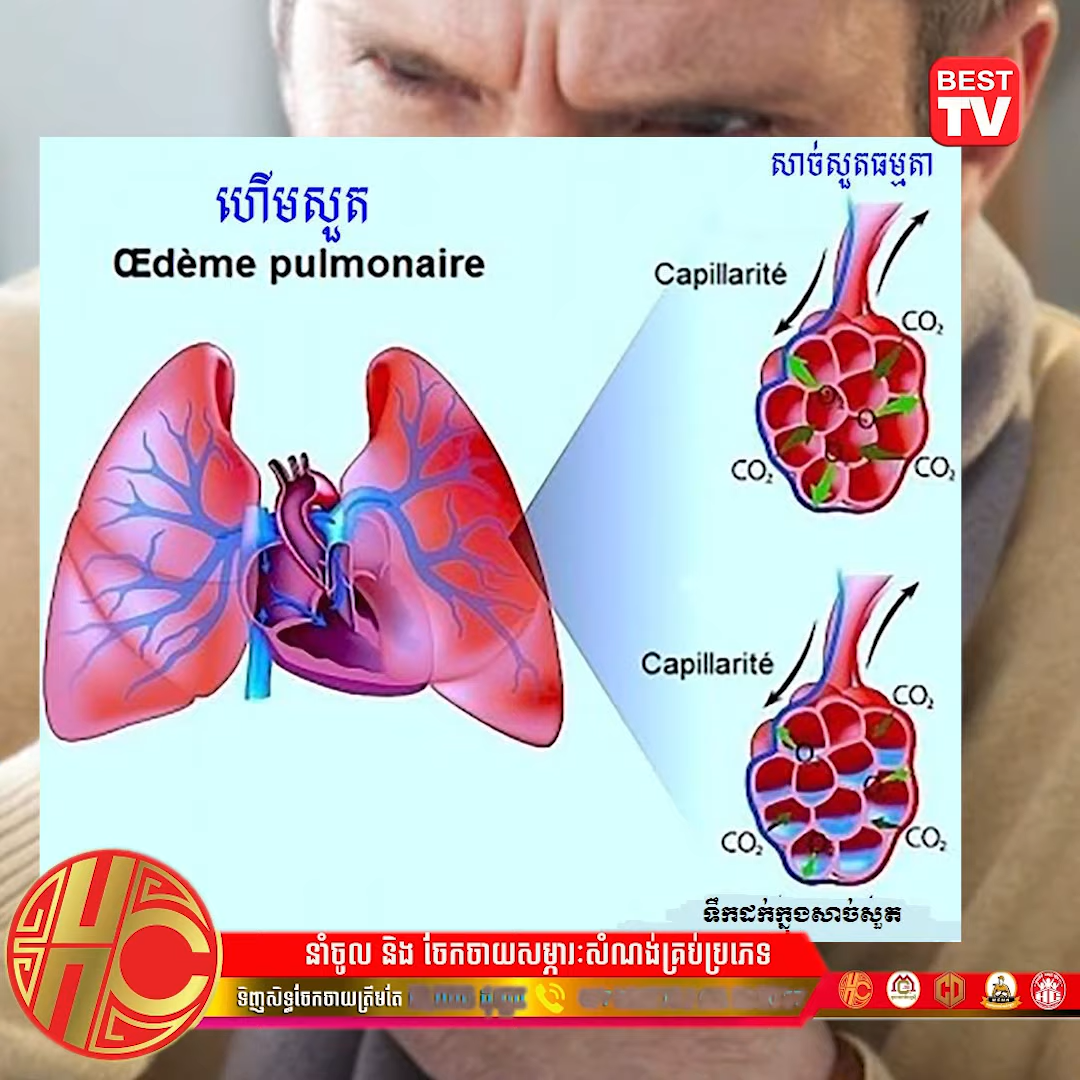 BEST
TV
សាច់សួតធម្មតា
ហើមសួត
Œdème pulmonaire
Capillarité
CO₂
CO₂
CO₂
Capillarité
CO₂
CO₂
CO₂
ទឹកដក់ក្នុងសាច់សួត
HC
នាំចូល និង ចែកចាយសម្ភារៈសំណង់គ្រប់ប្រភេទ
ទិញសិទ្ធចែកចាយត្រឹមតែ
CD
HC